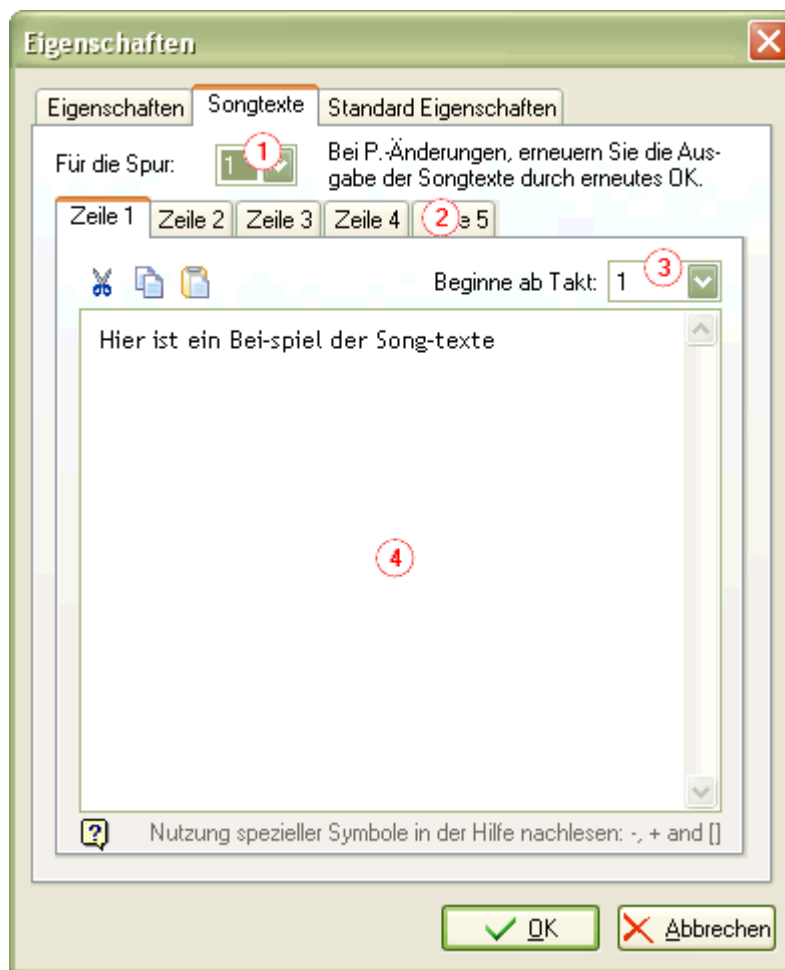 Eigenschaften
Eigenschaften Songtexte Standard Eigenschaften
Für die Spur: 1 1 Bei P.-Änderungen, erneuern Sie die Aus-
gabe der Songtexte durch erneutes OK.
Zeile 1 Zeile 2 Zeile 3 Zeile 4 2 e 5
Beginne ab Takt: 1 3
Hier ist ein Bei-spiel der Song-texte
4
Nutzung spezieller Symbole in der Hilfe nachlesen: -, + and []
OK Abbrechen